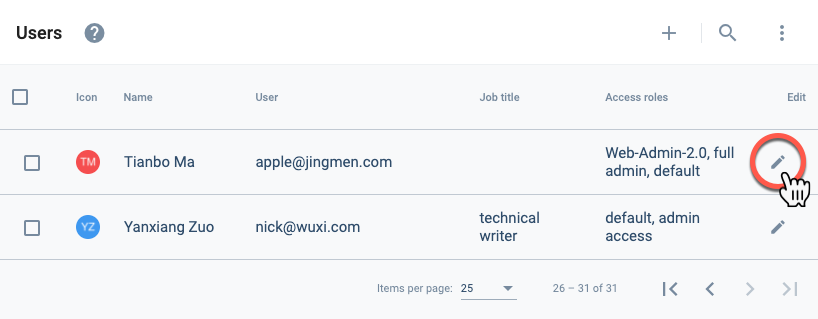 Users ?
Icon Name User Job title Access roles Edit
TM Tianbo Ma apple@jingmen.com Web-Admin-2.0, full
admin, default
YZ Yanxiang Zuo nick@wuxi.com technical
writer
default, admin
access
Items per page: 25 26 – 31 of 31